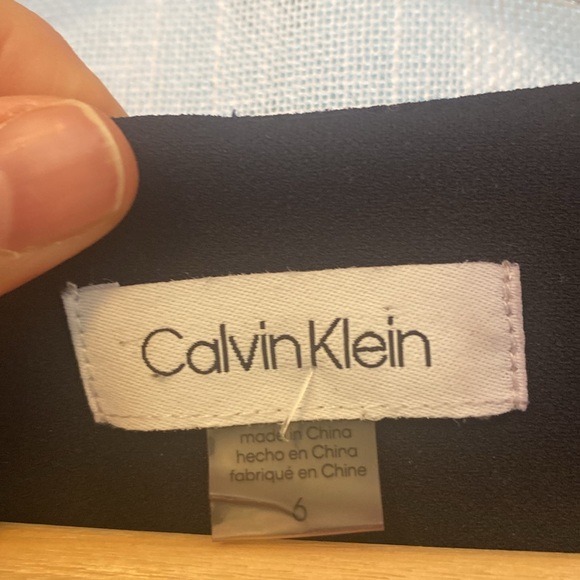 Calvin Klein
made in China
hecho en China
fabriqué en Chine
6